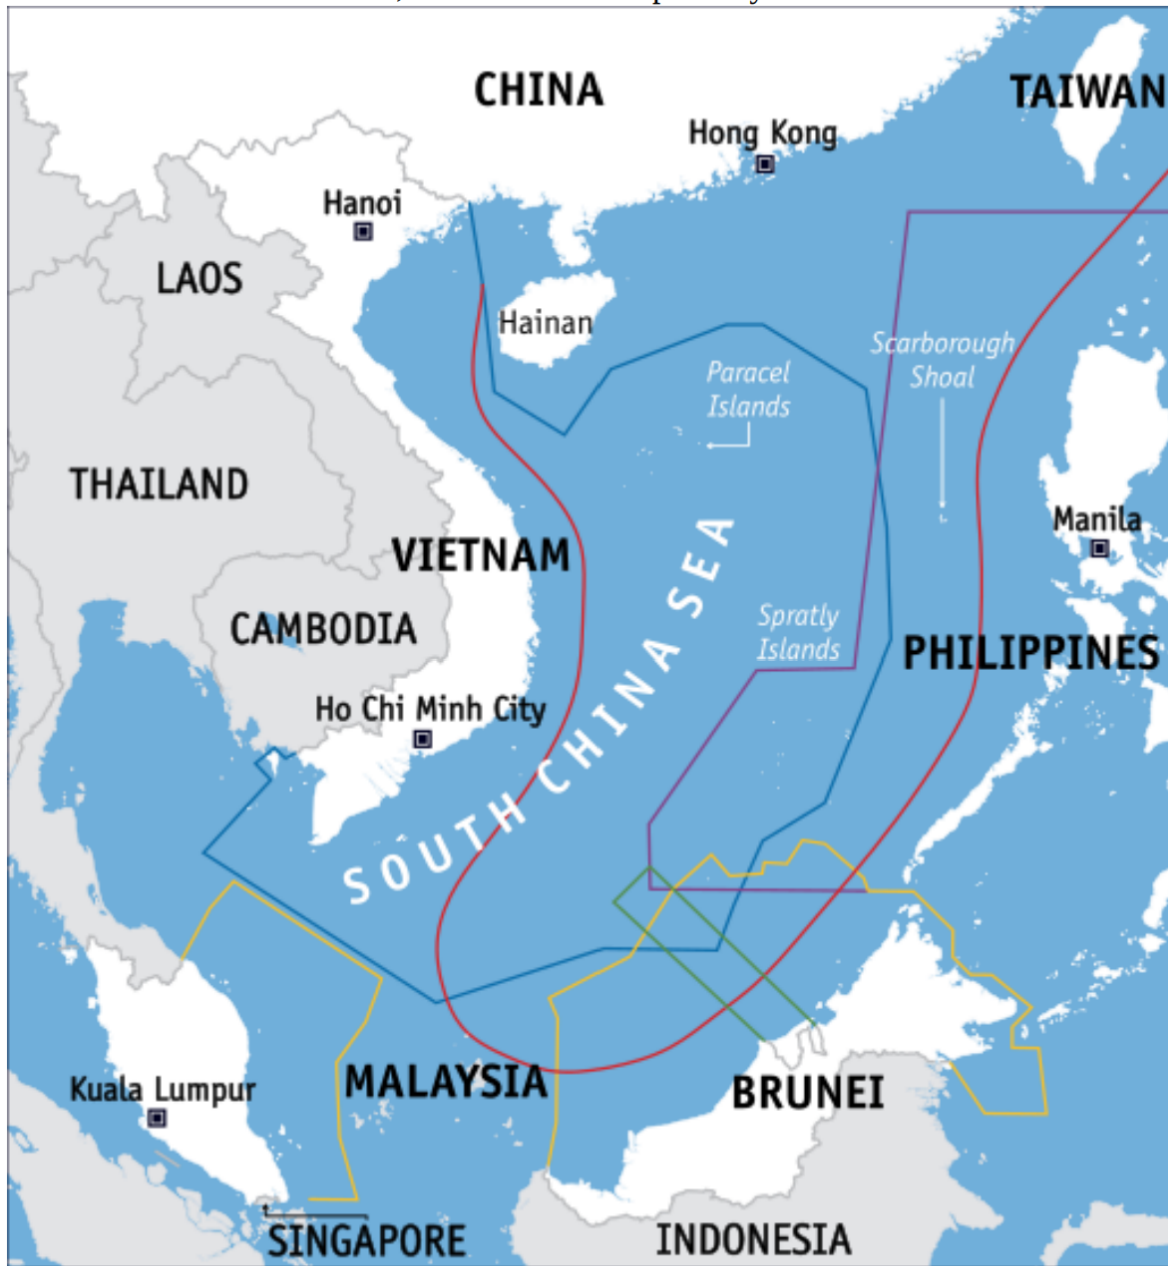 CHINA
TAIWAN
Hong Kong
Hanoi
LAOS
Hainan
Scarborough
Shoal
Paracel
Islands
THAILAND
Manila
VIETNAM
CAMBODIA
Spratly
Islands
PHILIPPINES
Ho Chi Minh City
SOUTH CHINA SEA
Kuala Lumpur
MALAYSIA
BRUNEI
SINGAPORE
INDONESIA